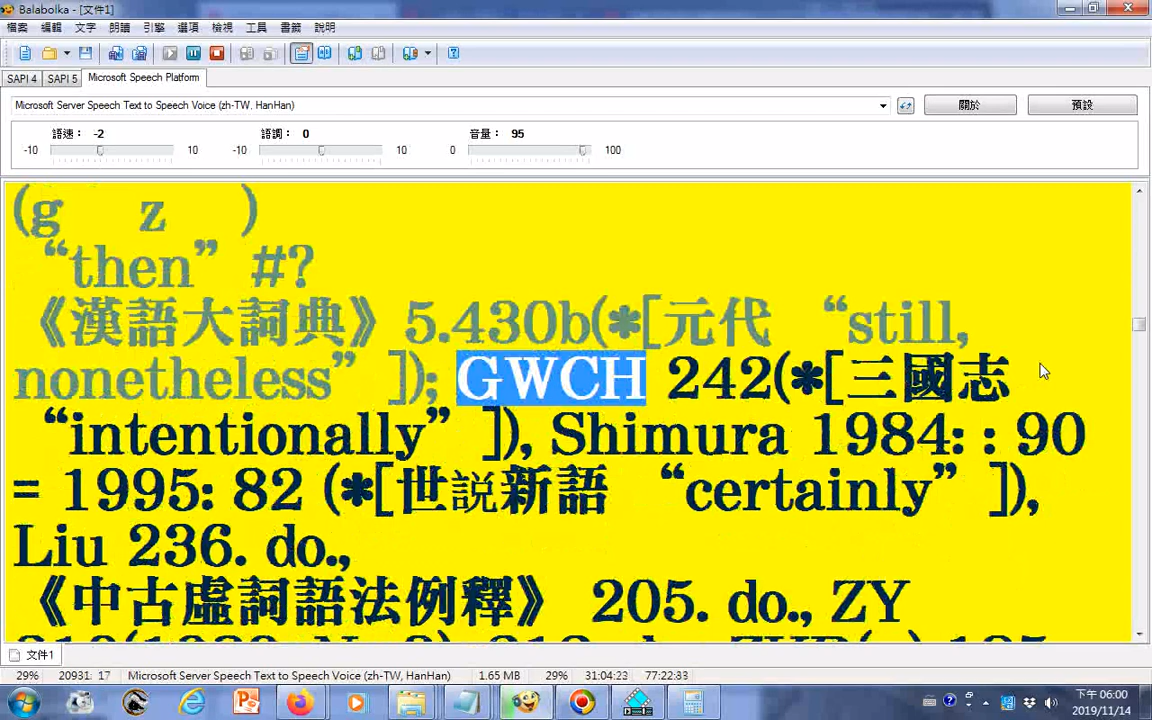 Balabolka - [文件1]
檔案 編輯 文字 朗讀 引擎 選項 檢視 工具 書籤 說明
SAPI 4 SAPI 5 Microsoft Speech Platform
Microsoft Server Speech Text to Speech Voice (zh-TW, HanHan) 關於 預設
語速： -2 語調： 0 音量： 95
-10 10 -10 10 0 100
(g z )
“then” #?
《漢語大詞典》 5.430b(*[元代 “still,
nonetheless” ]); GWCH 242(*[三國志
“intentionally” ]), Shimura 1984: : 90
= 1995: 82 (*[世説新語 “certainly” ]),
Liu 236. do.,
《中古虛詞語法例釋》 205. do., ZY
文件1
29% 20931: 17 Microsoft Server Speech Text to Speech Voice (zh-TW, HanHan) 1.65 MB 29% 31:04:23 77:22:33
下午 06:00
2019/11/14